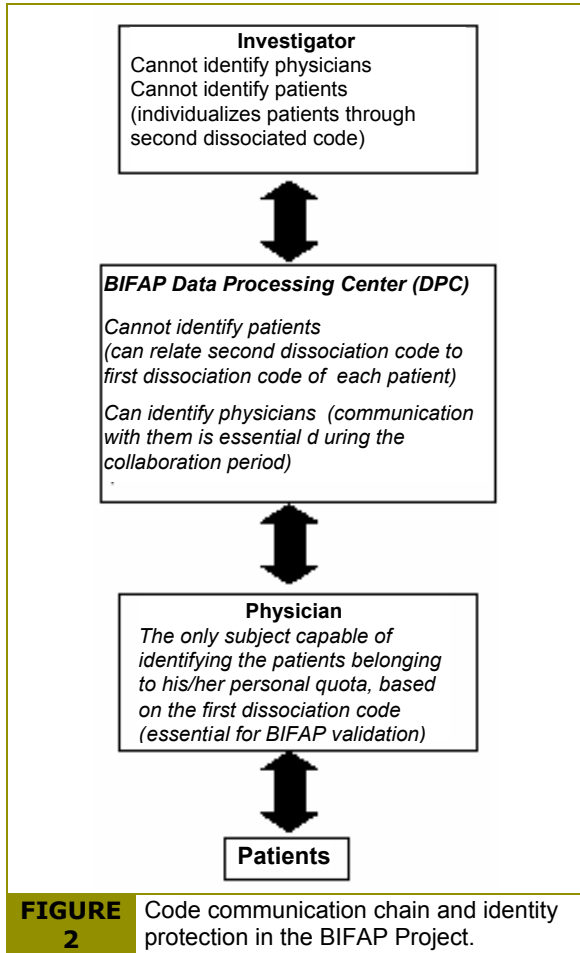 Investigator
Cannot identify physicians
Cannot identify patients
(individualizes patients through
second dissociated code)
BIFAP Data Processing Center (DPC)
Cannot identify patients
(can relate second dissociation code to
first dissociation code of each patient)
Can identify physicians (communication
with them is essential d uring the
collaboration period)
Physician
The only subject capable of
identifying the patients belonging
to his/her personal quota, based
on the first dissociation code
(essential for BIFAP validation)
Patients
FIGURE
2
Code communication chain and identity
protection in the BIFAP Project.